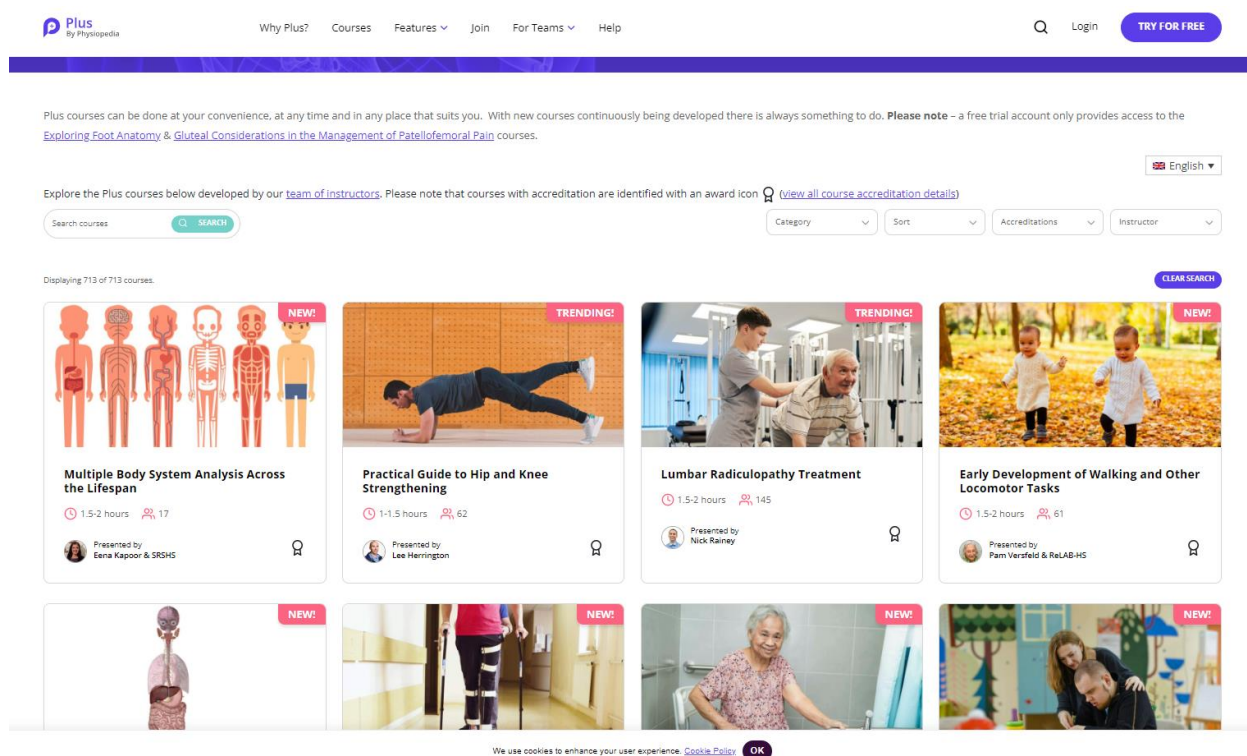 Plus
By Physiopedia
Why Plus? Courses Features Join For Teams Help
Login TRY FOR FREE
Plus courses can be done at your convenience, at any time and in any place that suits you. With new courses continuously being developed there is always something to do. Please note – a free trial account only provides access to the
Exploring Foot Anatomy & Gluteal Considerations in the Management of Patellofemoral Pain courses.
English
Explore the Plus courses below developed by our team of instructors. Please note that courses with accreditation are identified with an award icon (view all course accreditation details)
Search courses SEARCH Category Sort Accreditations Instructor
Displaying 713 of 713 courses. CLEAR SEARCH
NEW! TRENDING! TRENDING! NEW!
Multiple Body System Analysis Across
the Lifespan
1.5-2 hours 17
Presented by
Eena Kapoor & SRSHS
Practical Guide to Hip and Knee
Strengthening
1-1.5 hours 62
Presented by
Lee Herrington
Lumbar Radiculopathy Treatment
1.5-2 hours 145
Presented by
Nick Rainey
Early Development of Walking and Other
Locomotor Tasks
1.5-2 hours 61
Presented by
Pam Versfeld & ReLAB-HS
NEW! NEW! NEW! NEW!
We use cookies to enhance your user experience. Cookie Policy OK